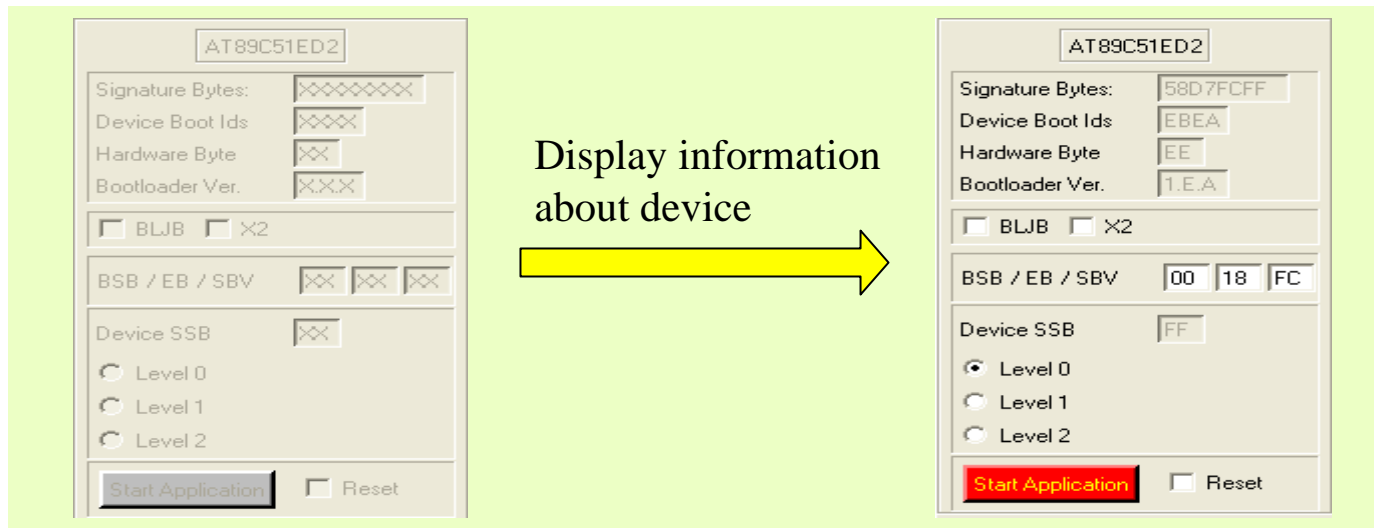 AT89C51ED2
Signature Bytes: XXXXXXXX
Device Boot Ids XXXX
Hardware Byte XX
Bootloader Ver. X.X.X
BLJB X2
BSB / EB / SBV XX XX XX
Device SSB XX
Level 0
Level 1
Level 2
Start Application Reset
Display information
about device
AT89C51ED2
Signature Bytes: 58D7FCFF
Device Boot Ids EBEA
Hardware Byte EE
Bootloader Ver. 1.E.A
BLJB X2
BSB / EB / SBV 00 18 FC
Device SSB FF
Level 0
Level 1
Level 2
Start Application Reset